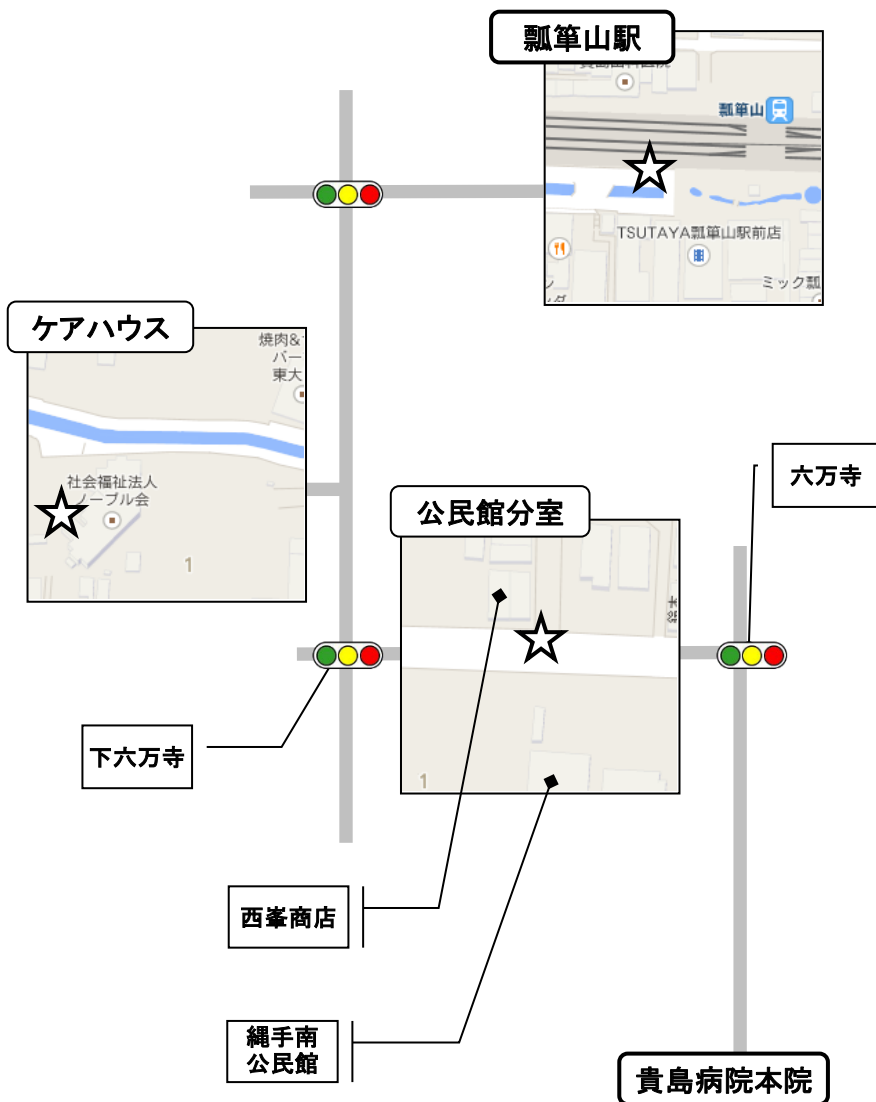 瓢箪山駅
瓢箪山
TSUTAYA瓢箪山駅前店
ミック瓢
ケアハウス
焼肉&
バー
東大
社会福祉法人
ノーブル会
1
六万寺
公民館分室
1
下六万寺
西峯商店
縄手南
公民館
貴島病院本院